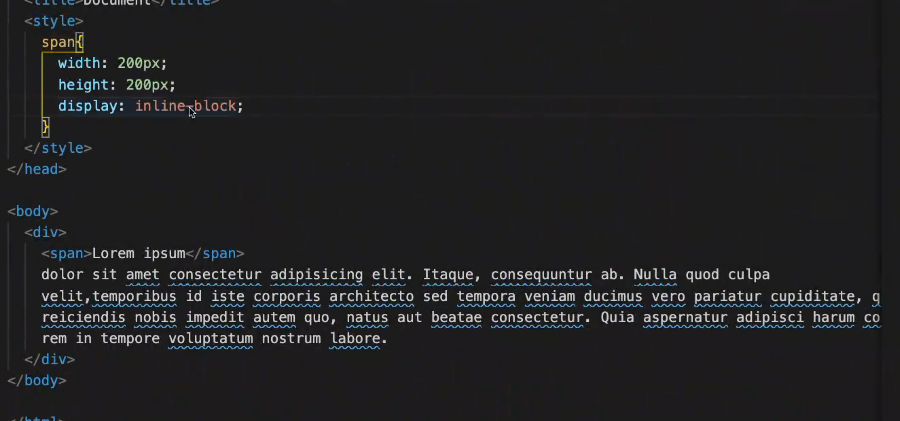 <title>Document</title>
<style>
span{
width: 200px;
height: 200px;
display: inline-block;
}
</style>
</head>
<body>
<div>
<span>Lorem ipsum</span>
dolor sit amet consectetur adipisicing elit. Itaque, consequuntur ab. Nulla quod culpa
velit,temporibus id iste corporis architecto sed tempora veniam ducimus vero pariatur cupiditate, q
reiciendis nobis impedit autem quo, natus aut beatae consectetur. Quia aspernatur adipisci harum co
rem in tempore voluptatum nostrum labore.
</div>
</body>
</html>